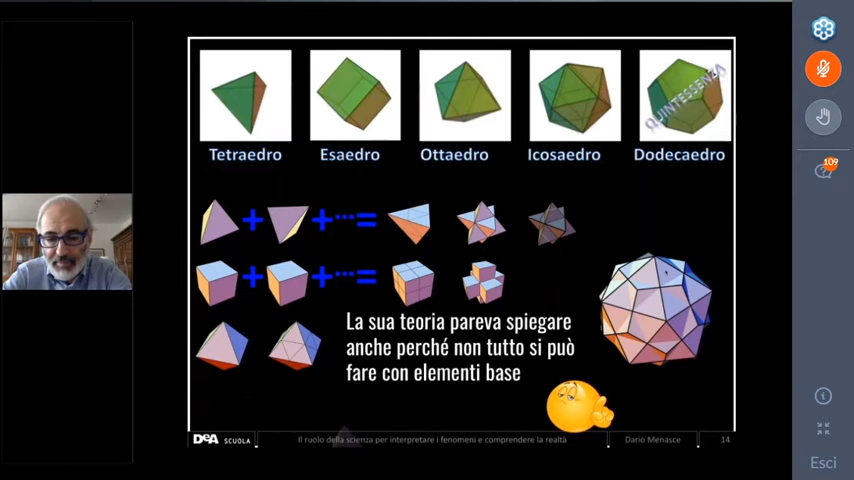 QUINTESSENZA
Tetraedro Esaedro Ottaedro Icosaedro Dodecaedro
+ + ... =
+ + ... =
La sua teoria pareva spiegare
anche perché non tutto si può
fare con elementi base
DeA SCUOLA Il ruolo della scienza per interpretare i fenomeni e comprendere la realtà Dario Menasce 14
109
Esci